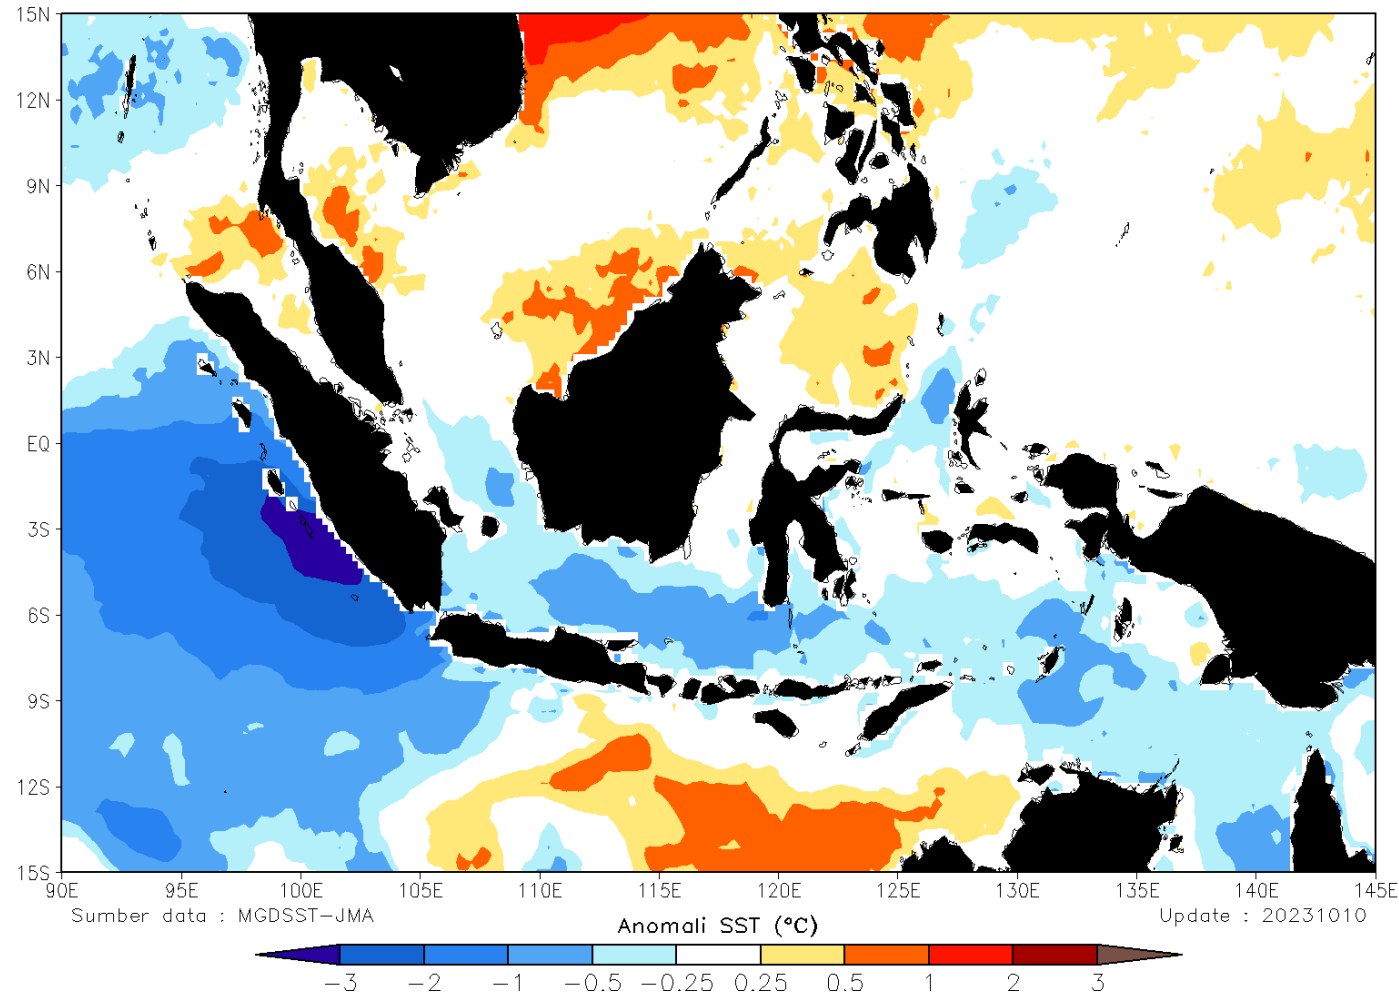 15N
12N
9N
6N
3N
EQ
3S
6S
9S
12S
15S
90E 95E 100E 105E 110E 115E 120E 125E 130E 135E 140E 145E
Sumber data : MGDSST-JMA
Update : 20231010
Anomali SST (°C)
-3 -2 -1 -0.5 -0.25 0.25 0.5 1 2 3